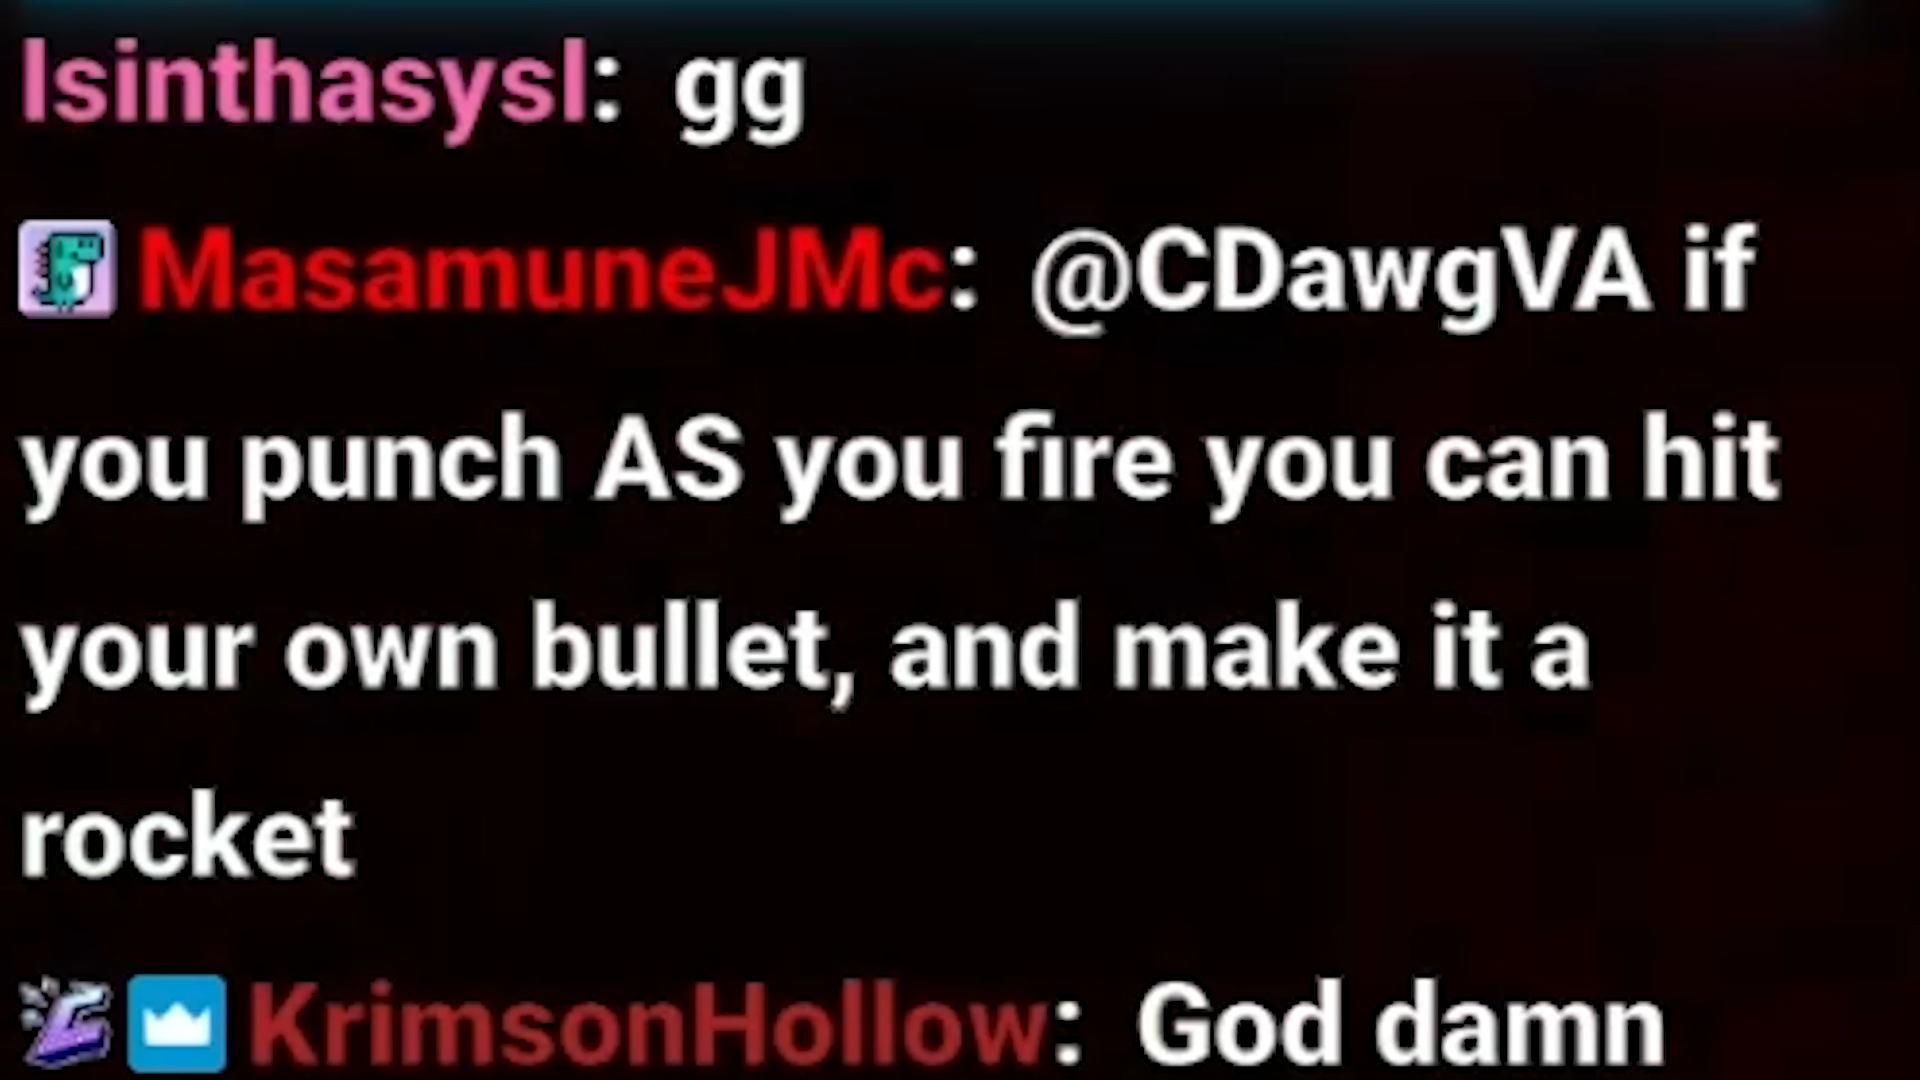 lsinthasysl: gg
MasamuneJMc: @CDawgVA if
you punch AS you fire you can hit
your own bullet, and make it a
rocket
KrimsonHollow: God damn